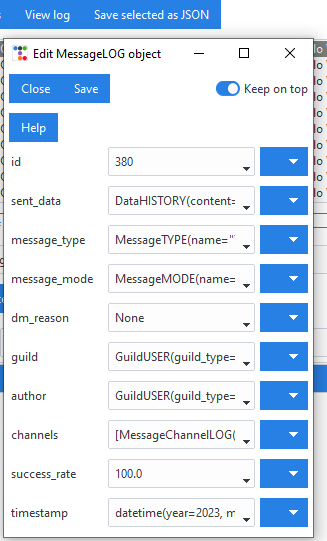 View log Save selected as JSON
Edit MessageLOG object
Close Save Keep on top
Help
id 380
sent_data DataHISTORY(content=
message_type MessageTYPE(name="
message_mode MessageMODE(name=
dm_reason None
guild GuildUSER(guild_type=
author GuildUSER(guild_type=
channels [MessageChannelLOG(
success_rate 100.0
timestamp datetime(year=2023, m